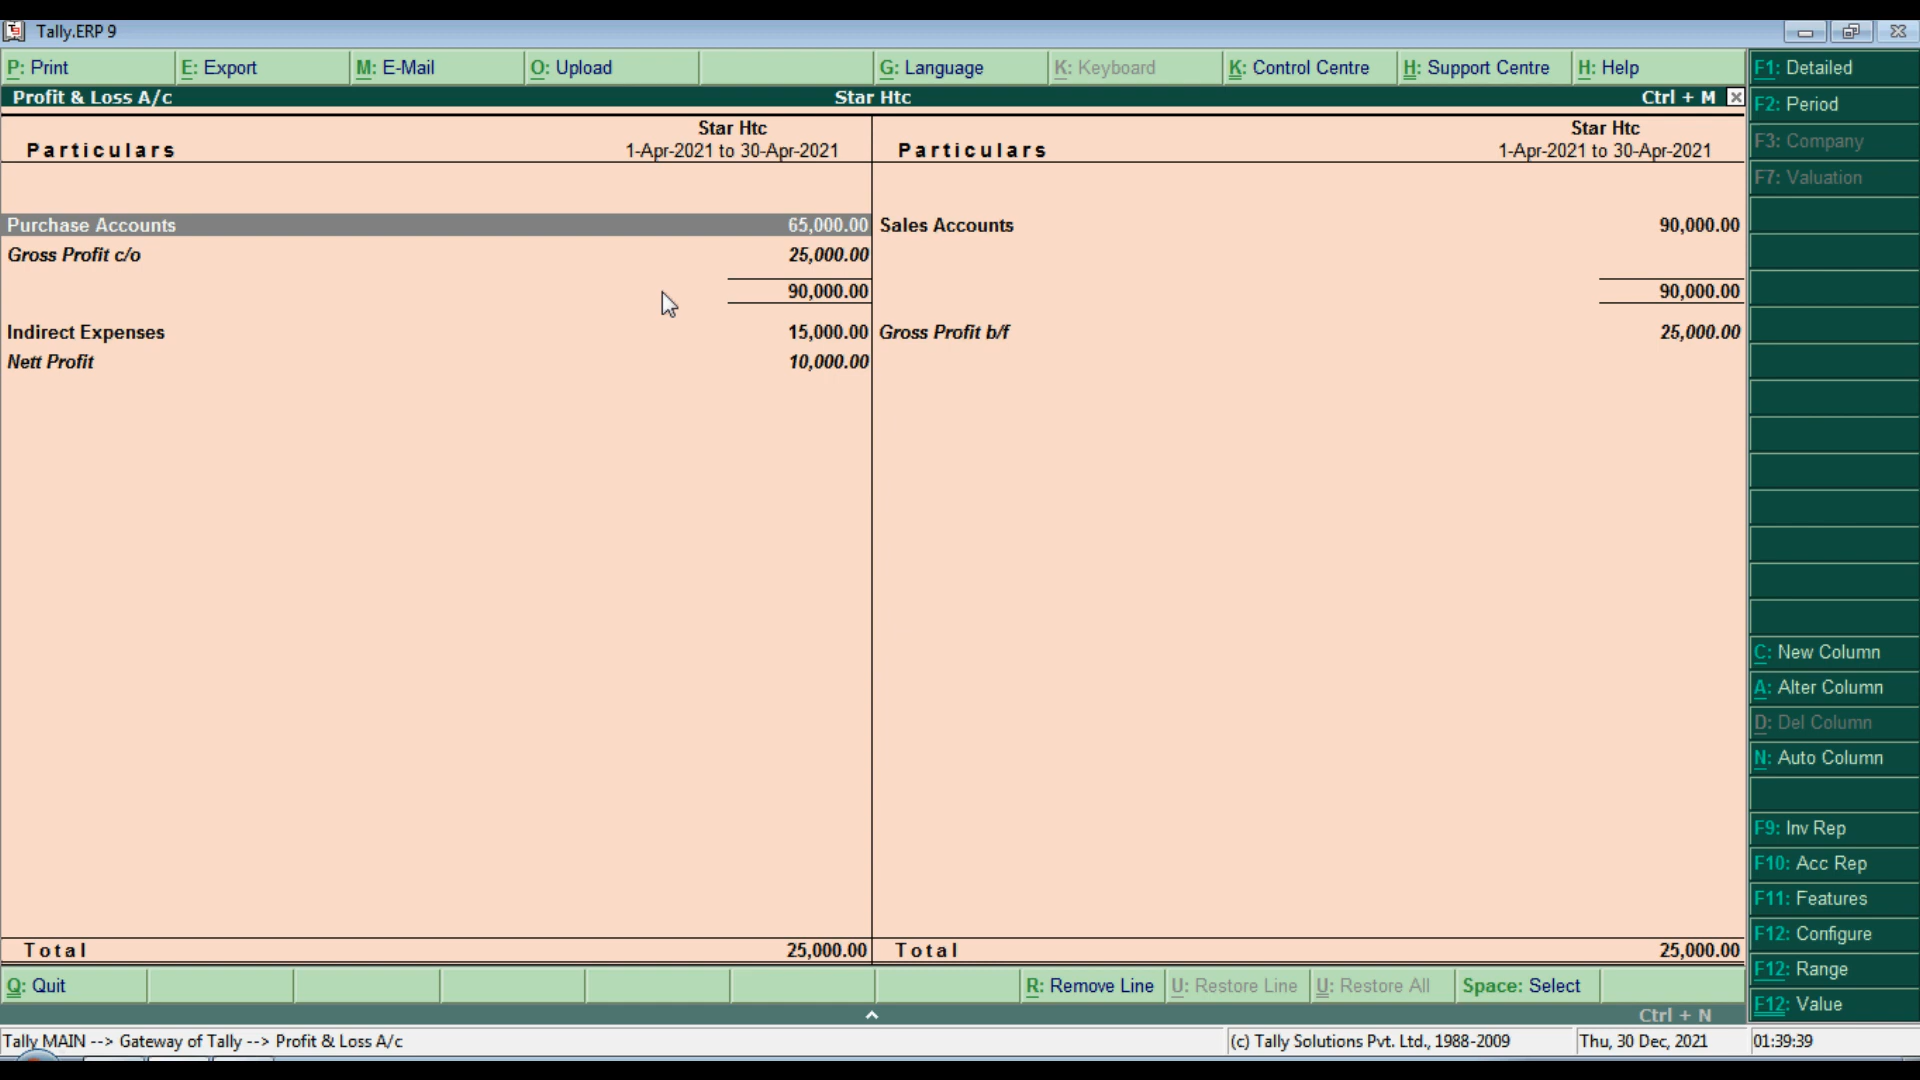 Tally.ERP 9
P: Print E: Export M: E-Mail O: Upload G: Language K: Keyboard K: Control Centre H: Support Centre H: Help
Profit & Loss A/c Star Htc Ctrl + M
Star Htc Star Htc
Particulars 1-Apr-2021 to 30-Apr-2021 Particulars 1-Apr-2021 to 30-Apr-2021
Purchase Accounts 65,000.00 Sales Accounts 90,000.00
Gross Profit c/o 25,000.00
90,000.00 90,000.00
Indirect Expenses 15,000.00 Gross Profit b/f 25,000.00
Nett Profit 10,000.00
Total 25,000.00 Total 25,000.00
Q: Quit R: Remove Line U: Restore Line U: Restore All Space: Select
Ctrl + N
Tally MAIN --> Gateway of Tally --> Profit & Loss A/c (c) Tally Solutions Pvt. Ltd., 1988-2009 Thu, 30 Dec, 2021 01:39:39
F1: Detailed
F2: Period
F3: Company
F7: Valuation
C: New Column
A: Alter Column
D: Del Column
N: Auto Column
F9: Inv Rep
F10: Acc Rep
F11: Features
F12: Configure
F12: Range
F12: Value